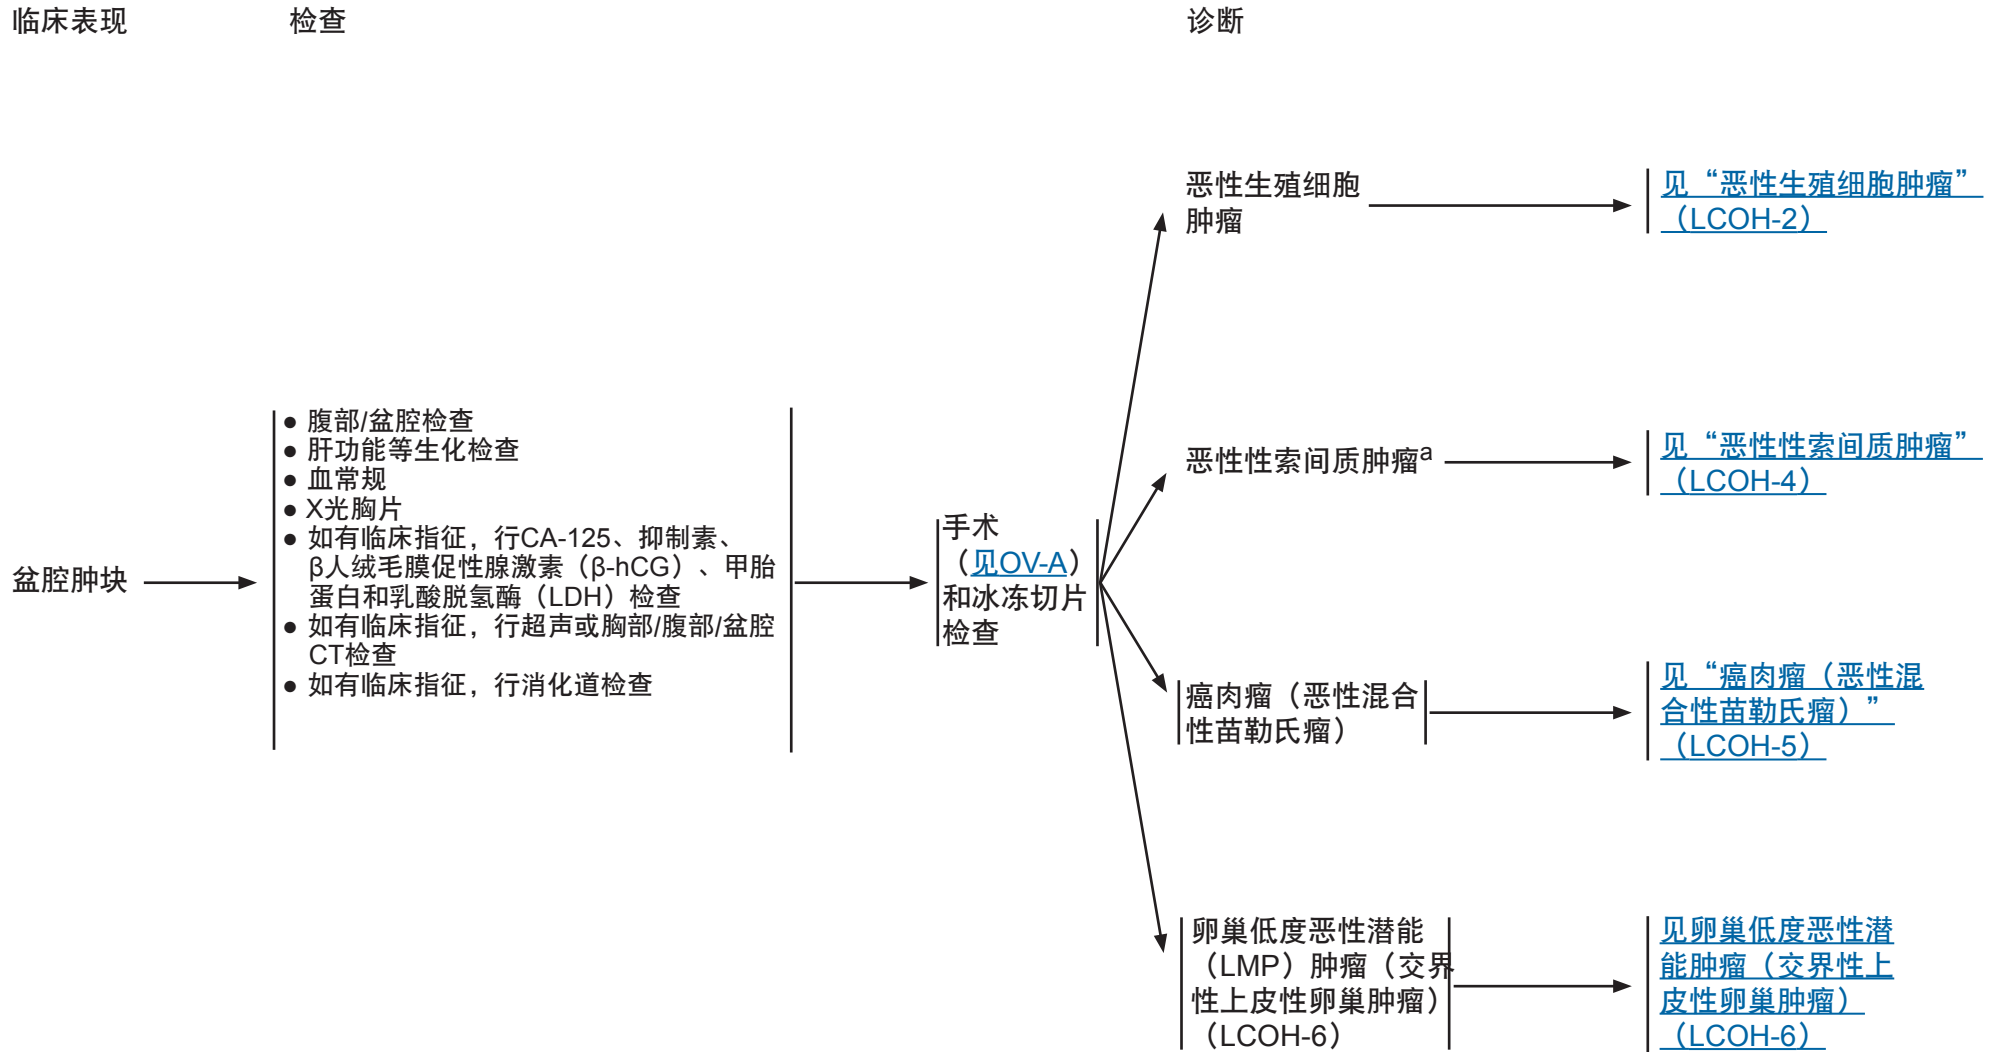 临床表现
检查
诊断
盆腔肿块
● 腹部/盆腔检查
● 肝功能等生化检查
● 血常规
● X光胸片
● 如有临床指征，行CA-125、抑制素、
β人绒毛膜促性腺激素（β-hCG）、甲胎
蛋白和乳酸脱氢酶（LDH）检查
● 如有临床指征，行超声或胸部/腹部/盆腔
CT检查
● 如有临床指征，行消化道检查
手术
（见OV-A）
和冰冻切片
检查
恶性生殖细胞
肿瘤
见“恶性生殖细胞肿瘤”
（LCOH-2）
恶性性索间质肿瘤a
见“恶性性索间质肿瘤”
（LCOH-4）
癌肉瘤（恶性混合
性苗勒氏瘤）
见“癌肉瘤（恶性混
合性苗勒氏瘤）”
（LCOH-5）
卵巢低度恶性潜能
（LMP）肿瘤（交界
性上皮性卵巢肿瘤）
（LCOH-6）
见卵巢低度恶性潜
能肿瘤（交界性上
皮性卵巢肿瘤）
（LCOH-6）